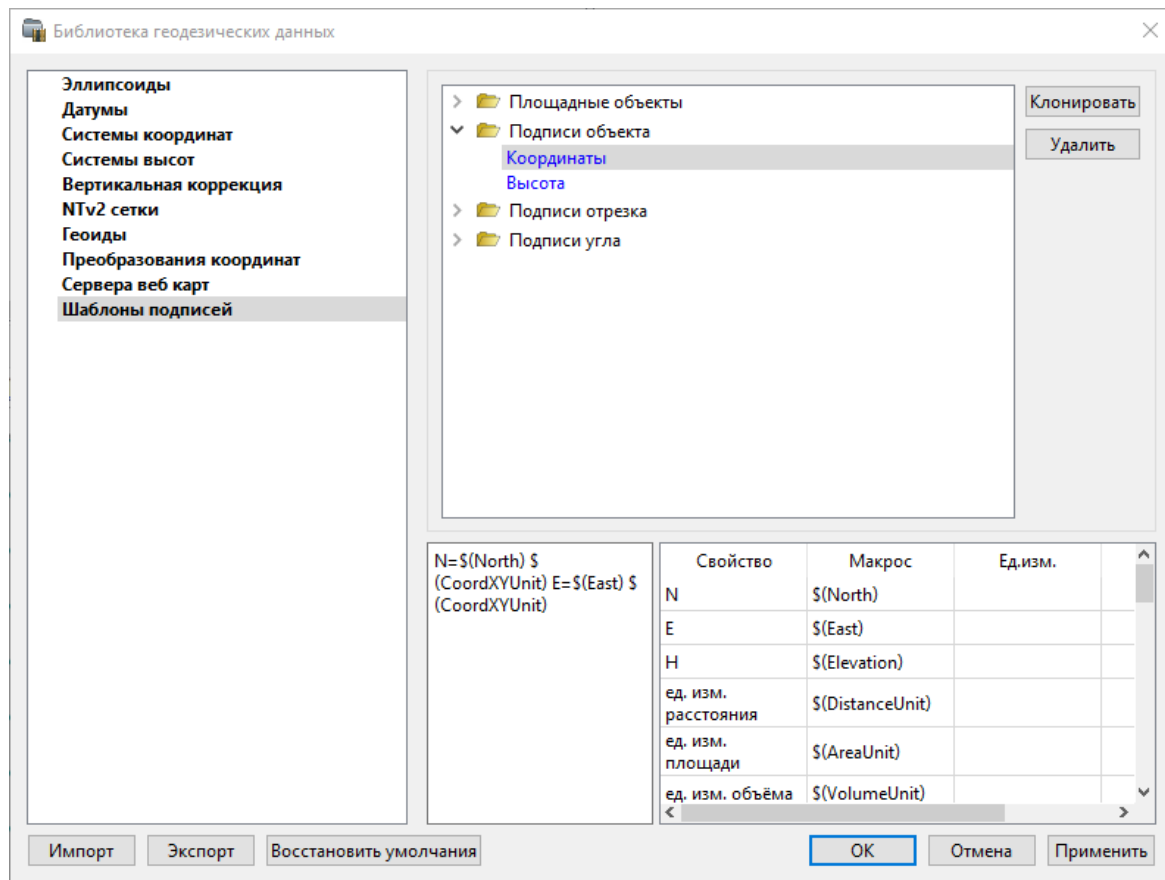 Библиотека геодезических данных
Эллипсоиды
Датумы
Системы координат
Системы высот
Вертикальная коррекция
NTv2 сетки
Геоиды
Преобразования координат
Сервера веб карт
Шаблоны подписей
Площадные объекты
Подписи объекта
Координаты
Высота
Подписи отрезка
Подписи угла
Клонировать
Удалить
N=$(North) $
(CoordXYUnit) E=$(East) $
(CoordXYUnit)
Свойство Макрос Ед.изм.
N $(North)
E $(East)
H $(Elevation)
ед. изм.
расстояния $(DistanceUnit)
ед. изм.
площади $(AreaUnit)
ед. изм. объёма $(VolumeUnit)
Импорт Экспорт Восстановить умолчания ОК Отмена Применить